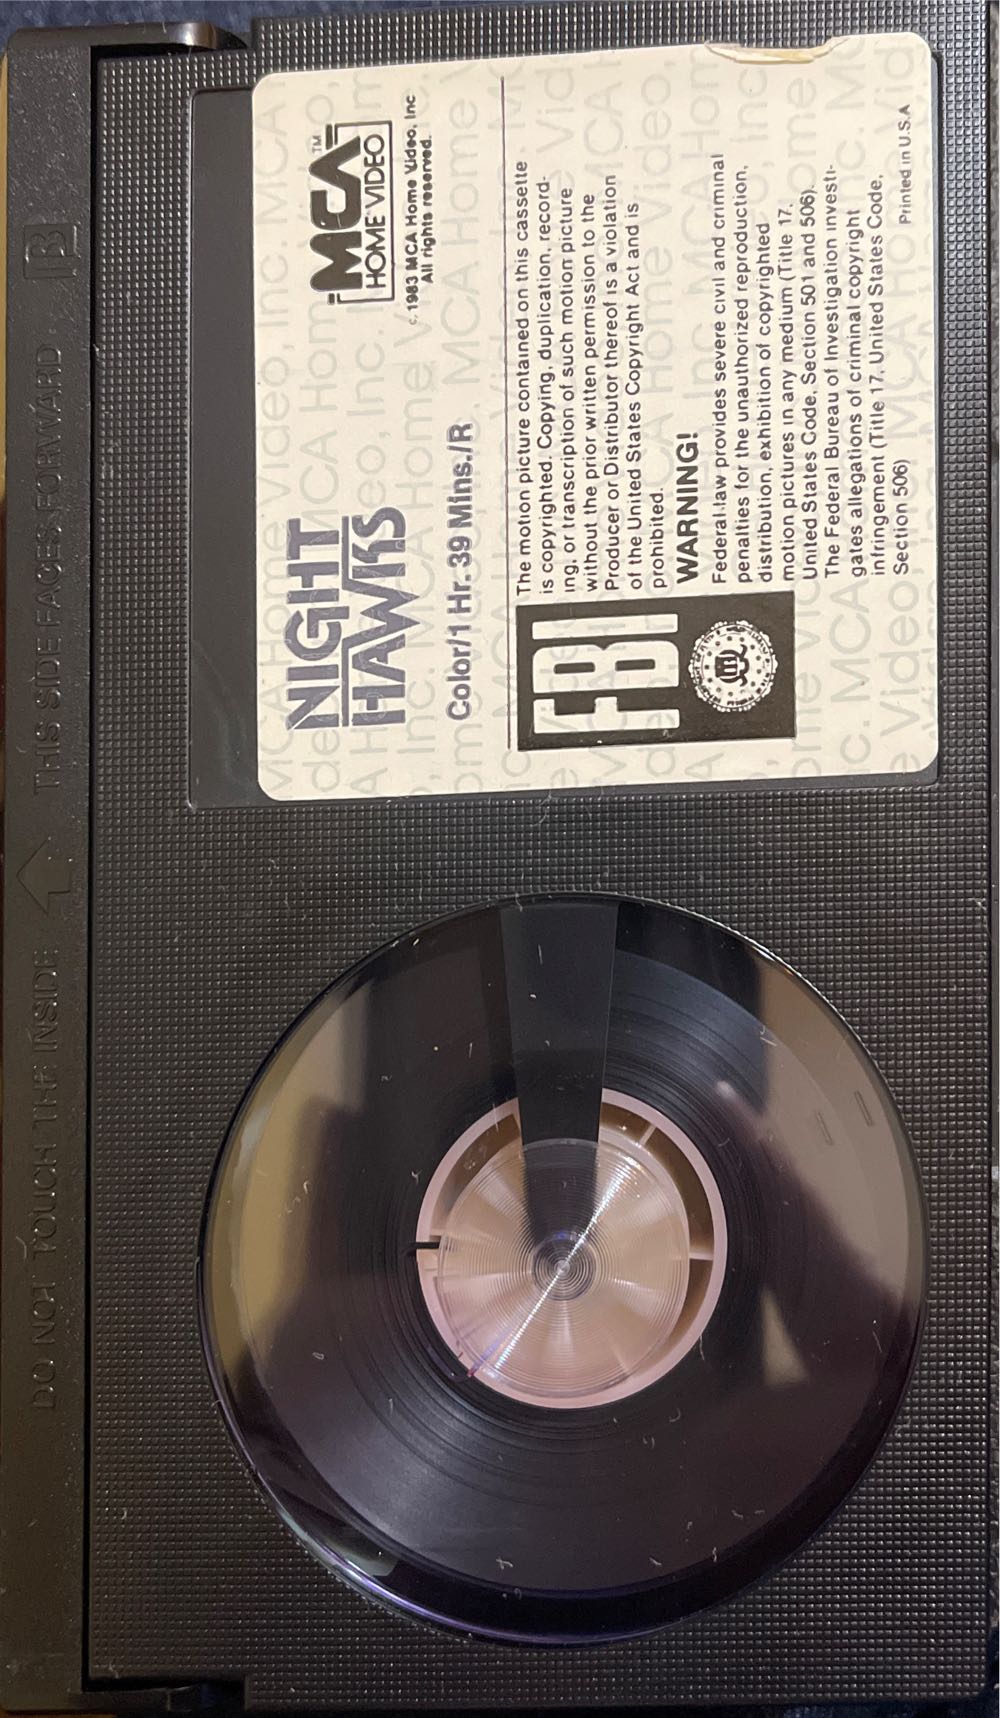 DO NOT TOUCH THE INSIDE THIS SIDE FACES FORWARD B
NIGHT
HAWKS
Color/1 Hr. 39 Mins./R
MCA™
HOME VIDEO
c. 1983 MCA Home Video, Inc
All rights reserved.
FBI
The motion picture contained on this cassette
is copyrighted. Copying, duplication, record-
ing, or transcription of such motion picture
without the prior written permission to the
Producer or Distributor thereof is a violation
of the United States Copyright Act and is
prohibited.
WARNING!
Federal law provides severe civil and criminal
penalties for the unauthorized reproduction,
distribution, exhibition of copyrighted
motion pictures in any medium (Title 17,
United States Code, Section 501 and 506).
The Federal Bureau of Investigation investi-
gates allegations of criminal copyright
infringement (Title 17, United States Code,
Section 506)
Printed in U.S.A